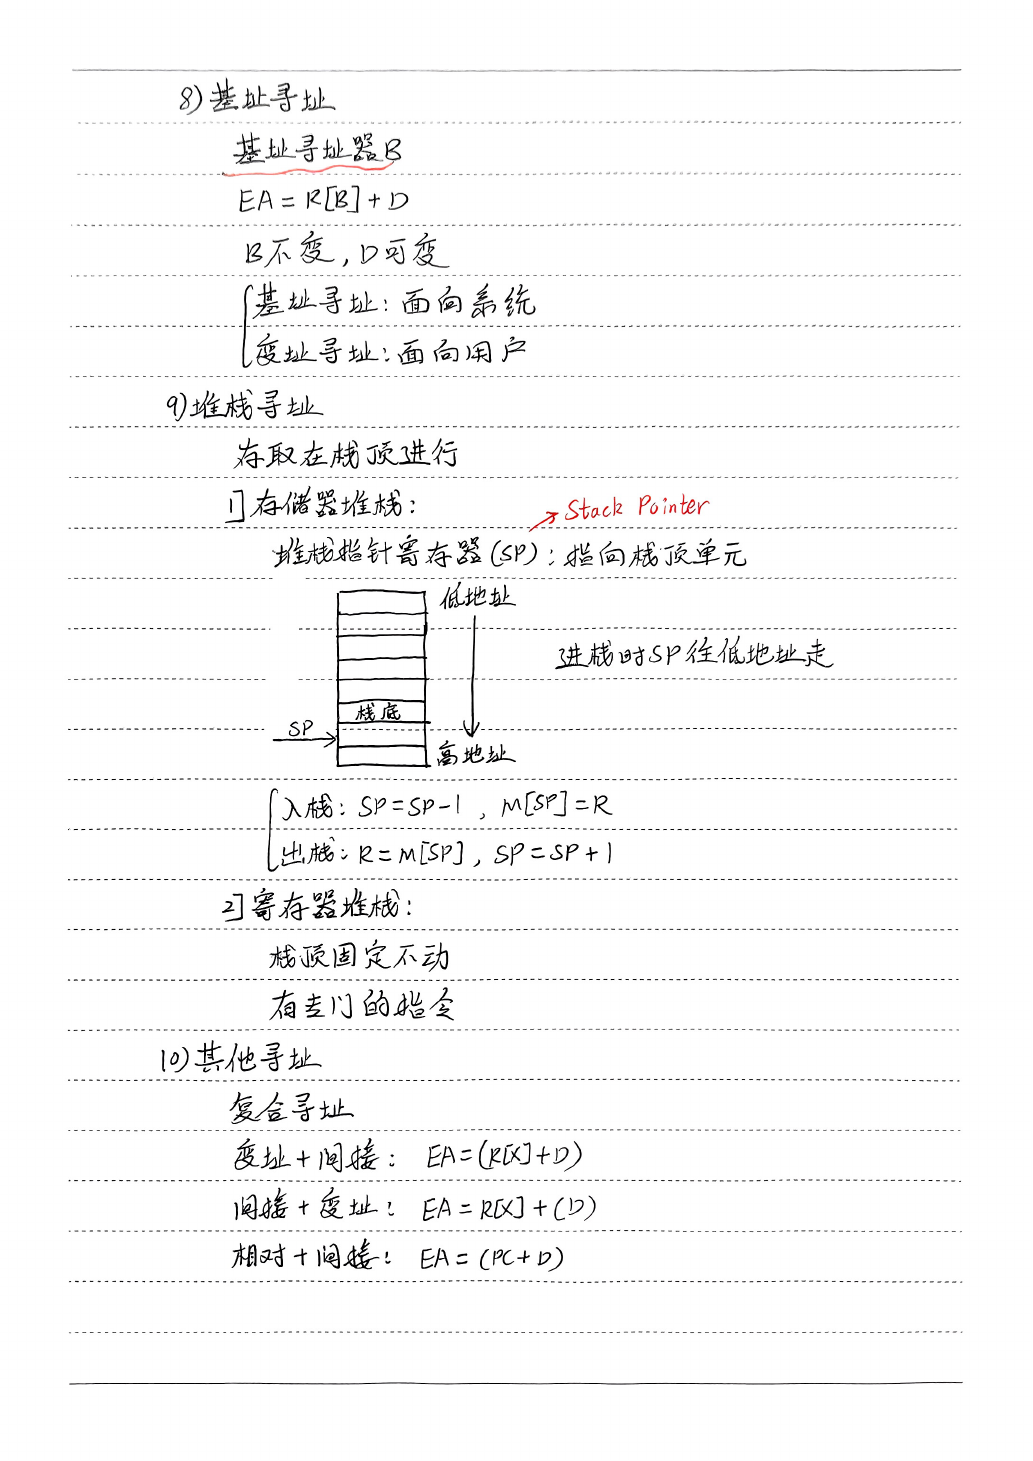 8)基址寻址
基址寻址器B
EA=R[B]+D
B不变,D可变
基址寻址:面向系统
变址寻址:面向用户
9)堆栈寻址
存取在栈顶进行
1]存储器堆栈:
Stack Pointer
堆栈指针寄存器(SP):指向栈顶单元
低地址
进栈时SP往低地址走
栈底
SP
高地址
入栈:SP=SP-1,M[SP]=R
出栈:R=M[SP],SP=SP+1
2]寄存器堆栈:
栈顶固定不动
有专门的指令
10)其他寻址
复合寻址
变址+间接: EA=(R[X]+D)
间接+变址: EA=R[X]+(D)
相对+间接: EA=(PC+D)